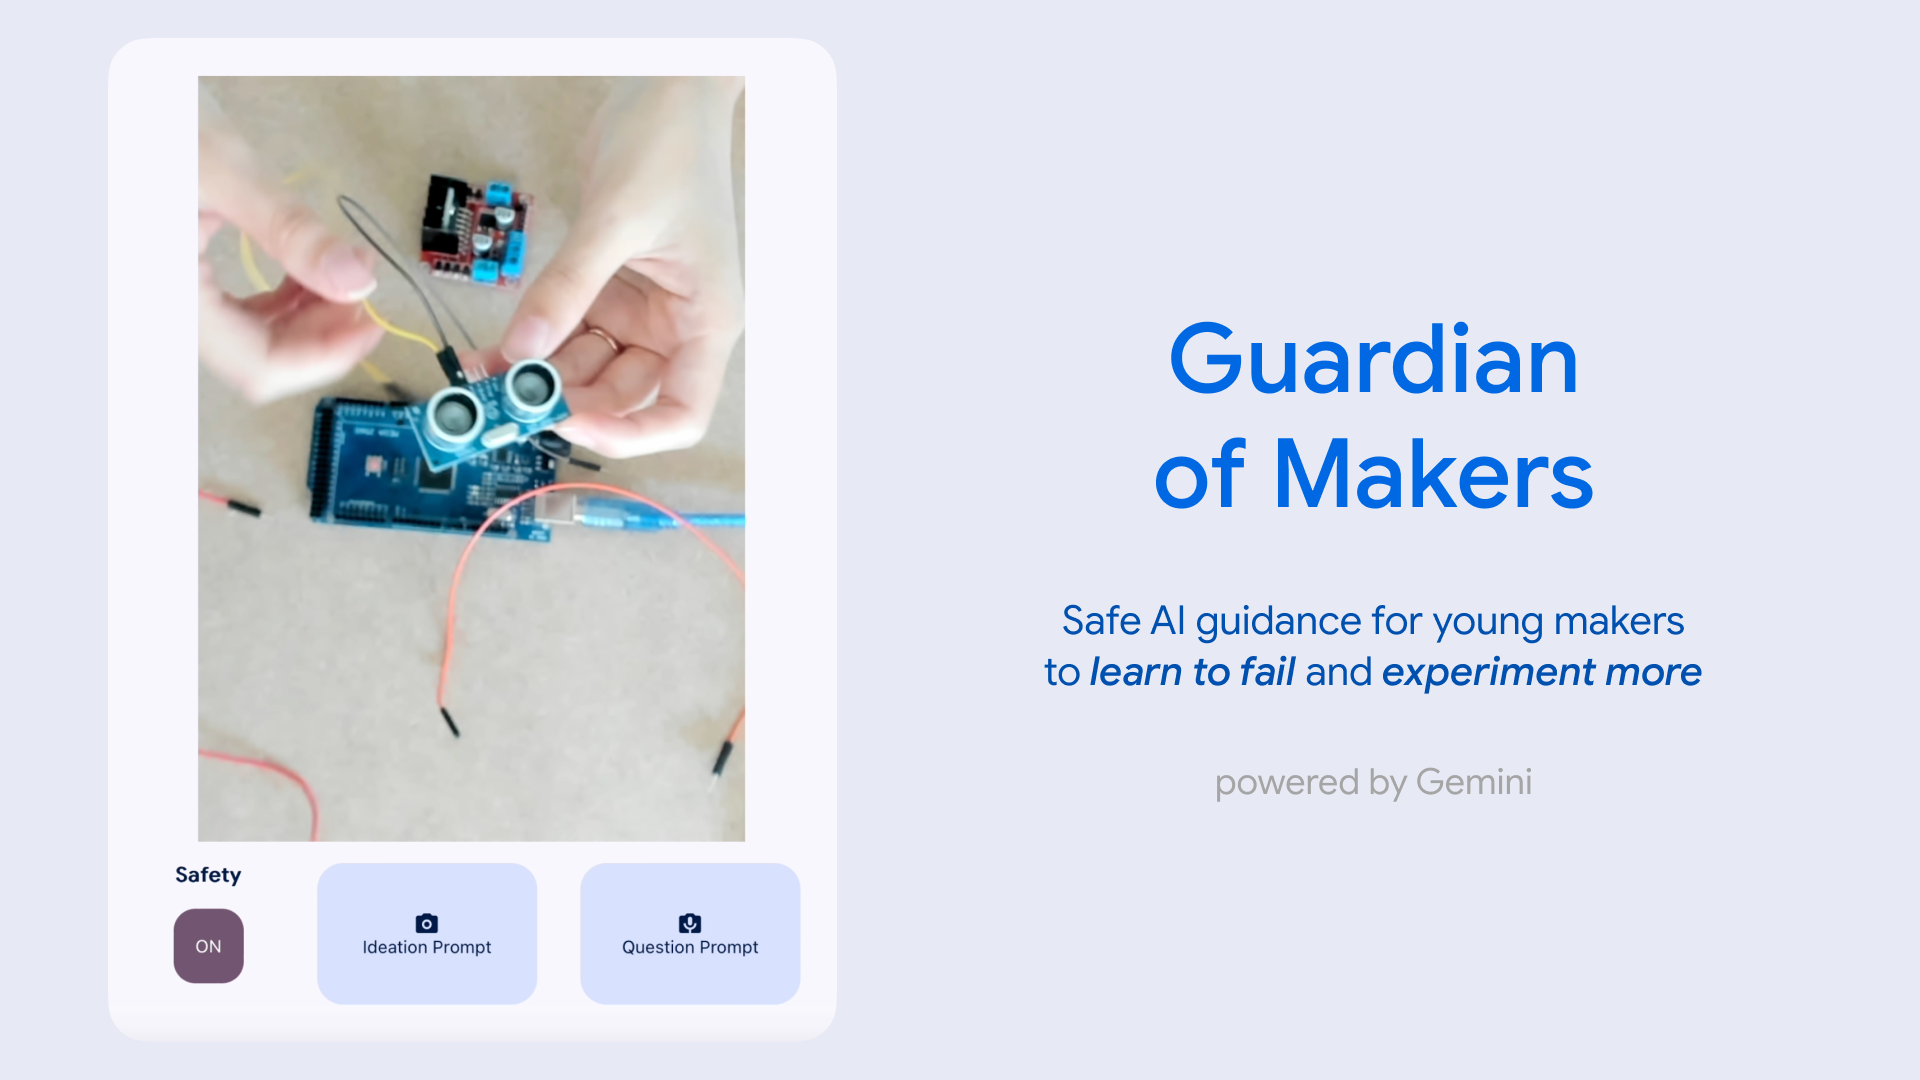 Guardian
of Makers
Safe AI guidance for young makers
to learn to fail and experiment more
powered by Gemini
Safety
ON
Ideation Prompt
Question Prompt